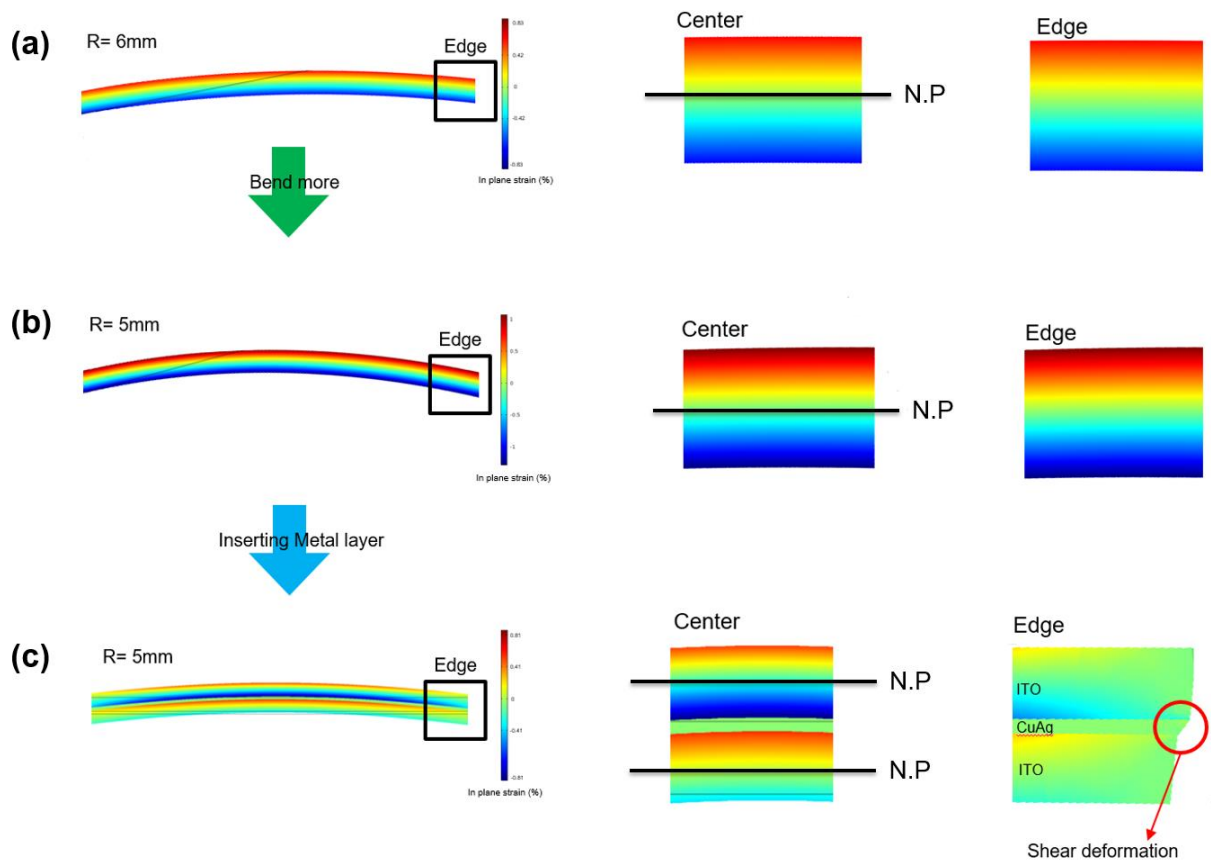 (a)
R= 6mm
Edge
0.83
0.42
0
-0.42
-0.83
In plane strain (%)
Center
N.P
Edge
Bend more
(b)
R= 5mm
Edge
1
0.5
0
-0.5
-1
In plane strain (%)
Center
N.P
Edge
Inserting Metal layer
(c)
R= 5mm
Edge
0.81
0.41
0
-0.41
-0.81
In plane strain (%)
Center
N.P
N.P
Edge
ITO
CuAg
ITO
Shear deformation